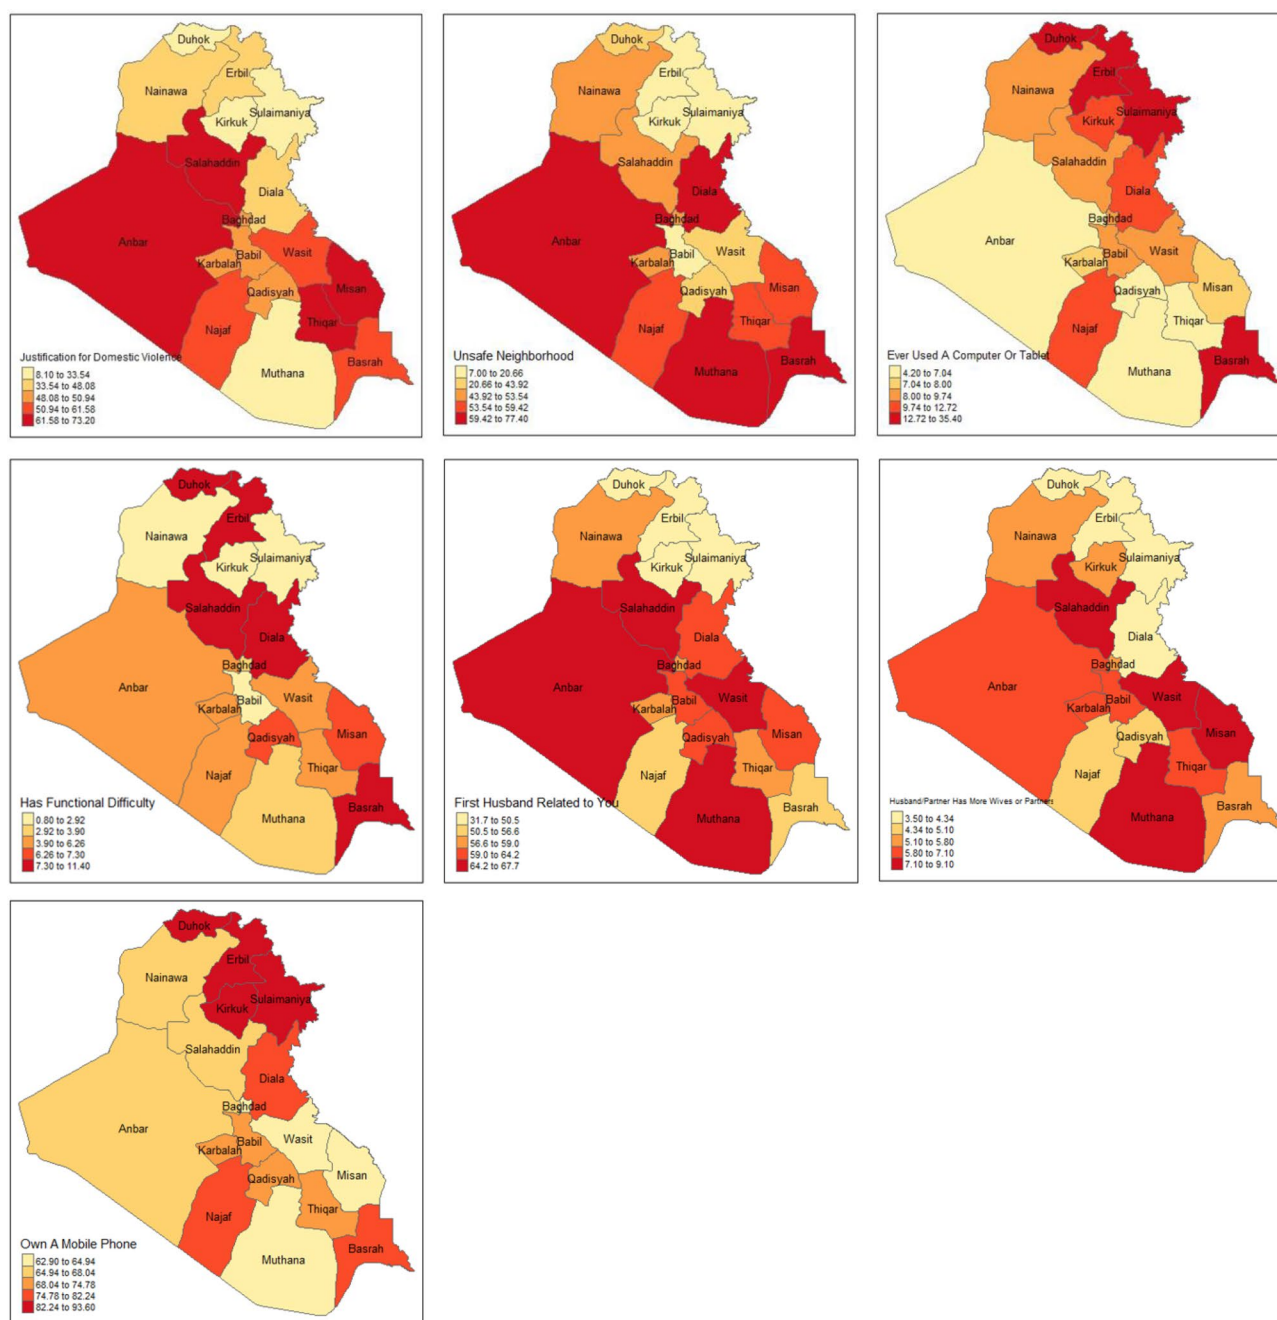 Duhok
Erbil
Nainawa
Sulaimaniya
Kirkuk
Salahaddin
Diala
Baghdad
Anbar
Wasit
Babil
Karbalah
Misan
Qadisyah
Thiqar
Najaf
Basrah
Muthana
Justification for Domestic Violence
8.10 to 33.54
33.54 to 48.08
48.08 to 50.94
50.94 to 61.58
61.58 to 73.20
Duhok
Erbil
Nainawa
Sulaimaniya
Kirkuk
Salahaddin
Diala
Baghdad
Anbar
Wasit
Babil
Karbalah
Misan
Qadisyah
Thiqar
Najaf
Basrah
Muthana
Unsafe Neighborhood
7.00 to 20.66
20.66 to 43.92
43.92 to 53.54
53.54 to 59.42
59.42 to 77.40
Duhok
Erbil
Nainawa
Sulaimaniya
Kirkuk
Salahaddin
Diala
Baghdad
Anbar
Wasit
Babil
Karbalah
Misan
Qadisyah
Thiqar
Najaf
Basrah
Muthana
Ever Used A Computer Or Tablet
4.20 to 7.04
7.04 to 8.00
8.00 to 9.74
9.74 to 12.72
12.72 to 35.40
Duhok
Erbil
Nainawa
Sulaimaniya
Kirkuk
Salahaddin
Diala
Baghdad
Anbar
Wasit
Babil
Karbalah
Misan
Qadisyah
Thiqar
Najaf
Basrah
Muthana
Has Functional Difficulty
0.80 to 2.92
2.92 to 3.90
3.90 to 6.26
6.26 to 7.30
7.30 to 11.40
Duhok
Erbil
Nainawa
Sulaimaniya
Kirkuk
Salahaddin
Diala
Baghdad
Anbar
Wasit
Babil
Karbalah
Misan
Qadisyah
Thiqar
Najaf
Basrah
Muthana
First Husband Related to You
31.7 to 50.5
50.5 to 56.6
56.6 to 59.0
59.0 to 64.2
64.2 to 67.7
Duhok
Erbil
Nainawa
Sulaimaniya
Kirkuk
Salahaddin
Diala
Baghdad
Anbar
Wasit
Babil
Karbalah
Misan
Qadisyah
Thiqar
Najaf
Basrah
Muthana
Husband/Partner Has More Wives or Partners
3.50 to 4.34
4.34 to 5.10
5.10 to 5.80
5.80 to 7.10
7.10 to 9.10
Duhok
Erbil
Nainawa
Sulaimaniya
Kirkuk
Salahaddin
Diala
Baghdad
Anbar
Wasit
Babil
Karbalah
Misan
Qadisyah
Thiqar
Najaf
Basrah
Muthana
Own A Mobile Phone
62.90 to 64.94
64.94 to 68.04
68.04 to 74.78
74.78 to 82.24
82.24 to 93.60